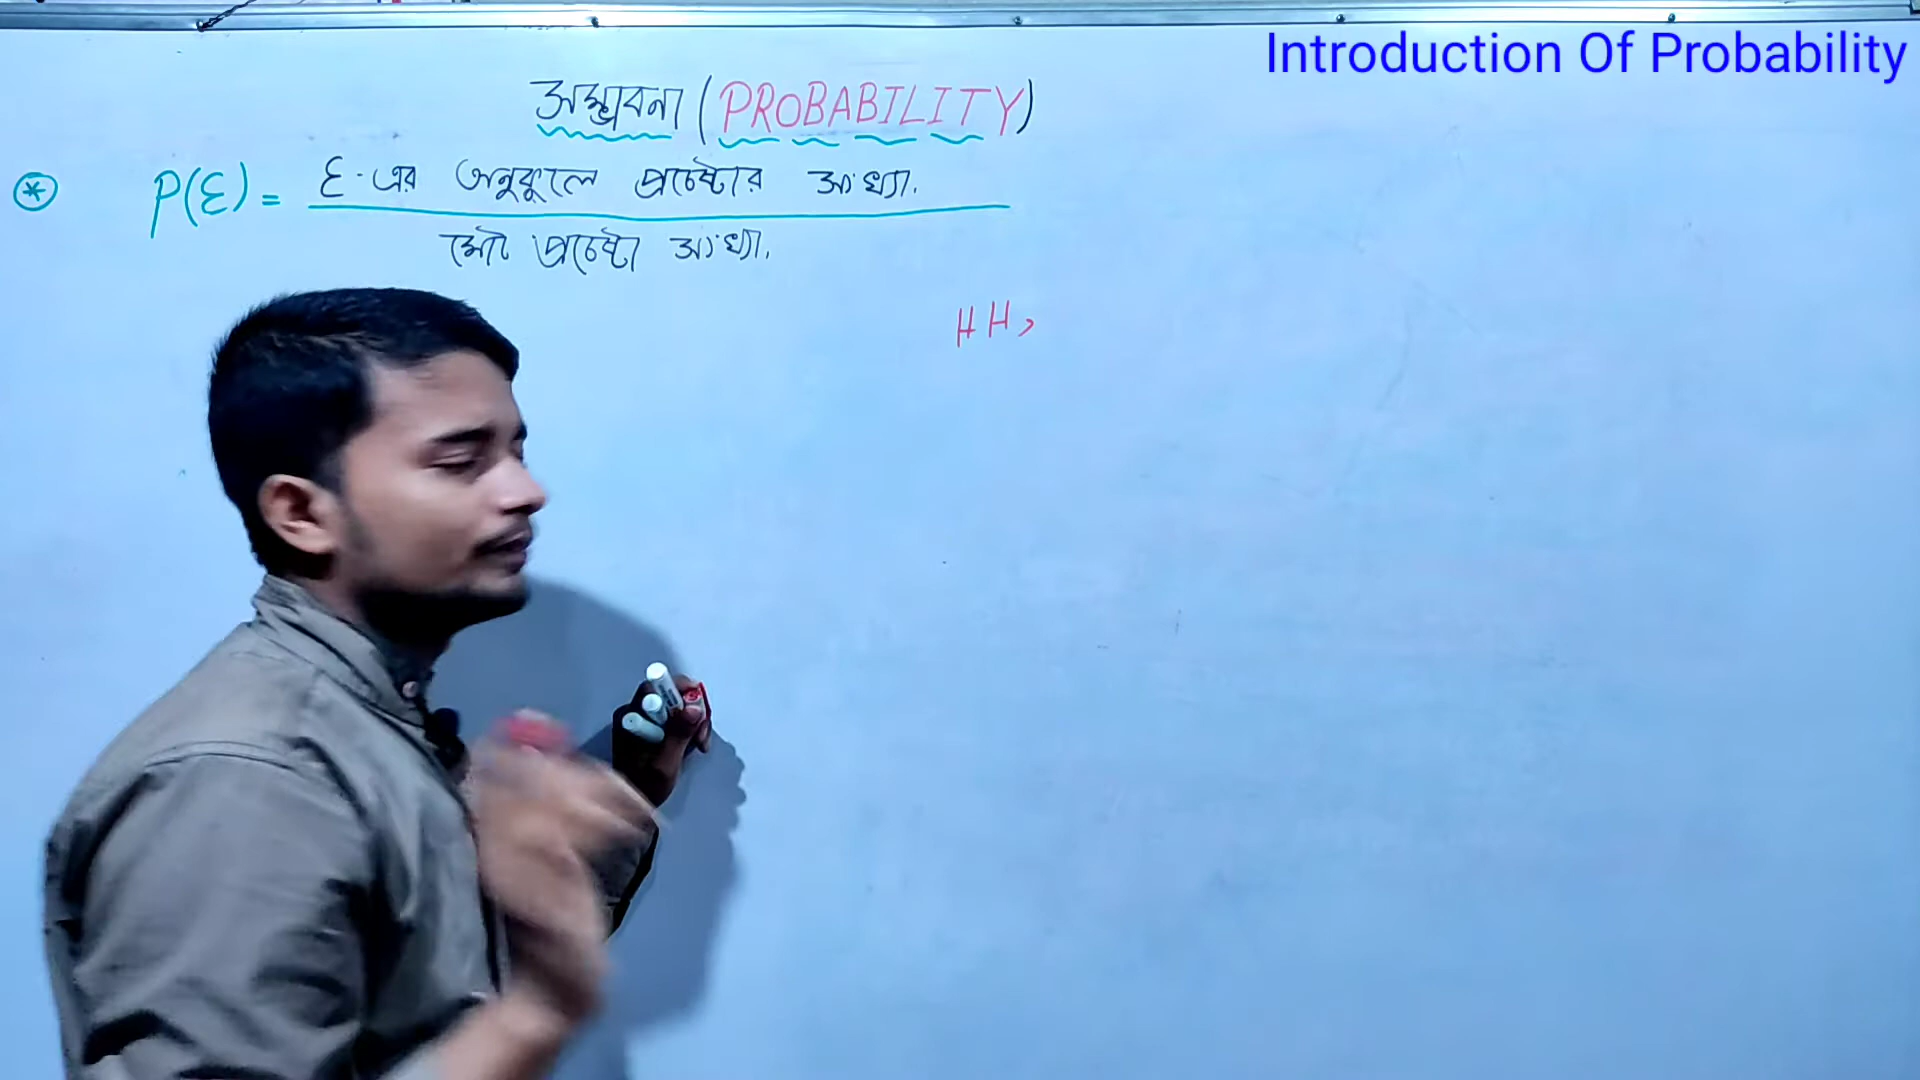 Introduction Of Probability
সম্ভাবনা (PROBABILITY)
* P(E) = E-এর অনুকূলে প্রচেষ্টার সংখ্যা.
মোট প্রচেষ্টা সংখ্যা.
HH,